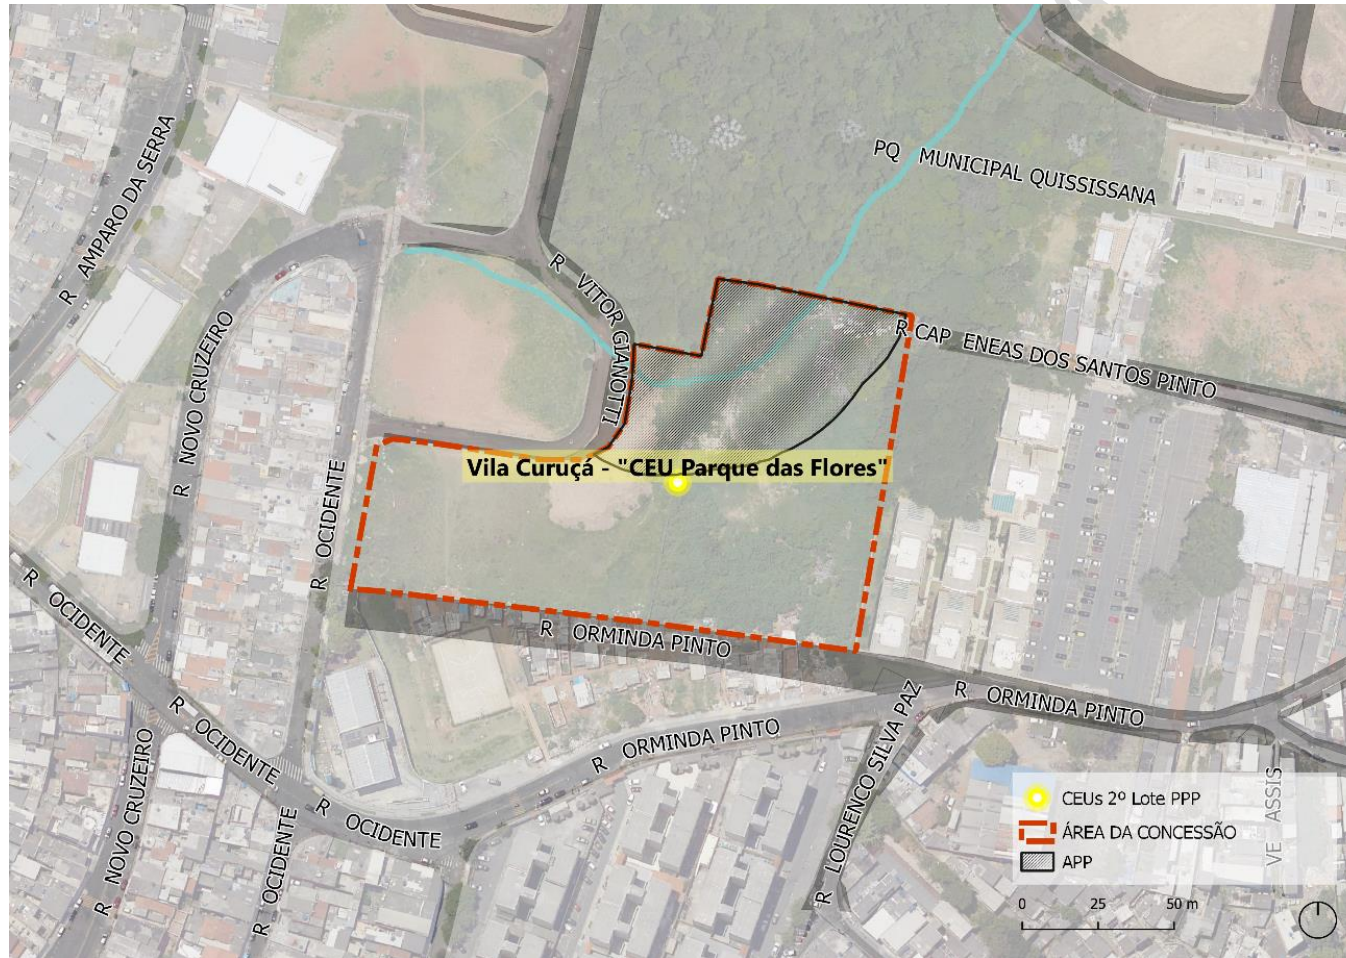 R AMPARO DA SERRA
PQ MUNICIPAL QUISSISSANA
R VITOR GIANOTTI
R NOVO CRUZEIRO
R CAP ENEAS DOS SANTOS PINTO
Vila Curuçá - "CEU Parque das Flores"
R OCIDENTE
R OCIDENTE
R ORMINDA PINTO
R OCIDENTE
R ORMINDA PINTO
R ORMINDA PINTO
R LOURENCO SILVA PAZ
R NOVO CRUZEIRO
R OCIDENTE
R OCIDENTE
VE ASSIS
CEUs 2º Lote PPP
ÁREA DA CONCESSÃO
APP
0 25 50 m